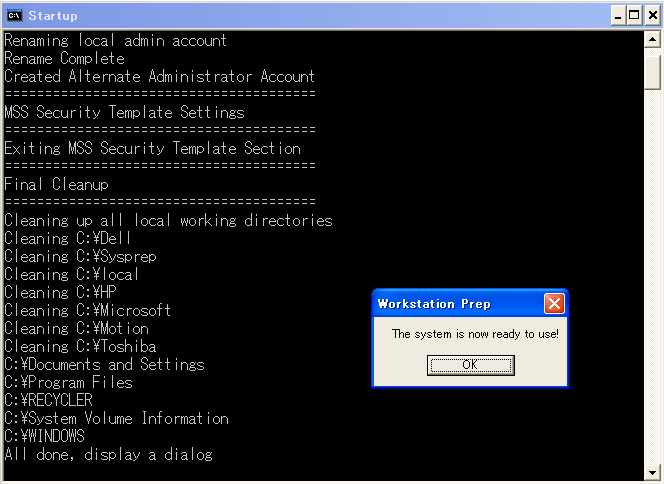 C:\ Startup
Renaming local admin account
Rename Complete
Created Alternate Administrator Account
========================================
MSS Security Template Settings
========================================
Exiting MSS Security Template Section
========================================
Final Cleanup
========================================
Cleaning up all local working directories
Cleaning C:¥Dell
Cleaning C:¥Sysprep
Cleaning C:¥local
Cleaning C:¥HP
Cleaning C:¥Microsoft
Cleaning C:¥Motion
Cleaning C:¥Toshiba
C:¥Documents and Settings
C:¥Program Files
C:¥RECYCLER
C:¥System Volume Information
C:¥WINDOWS
All done, display a dialog
Workstation Prep
The system is now ready to use!
OK